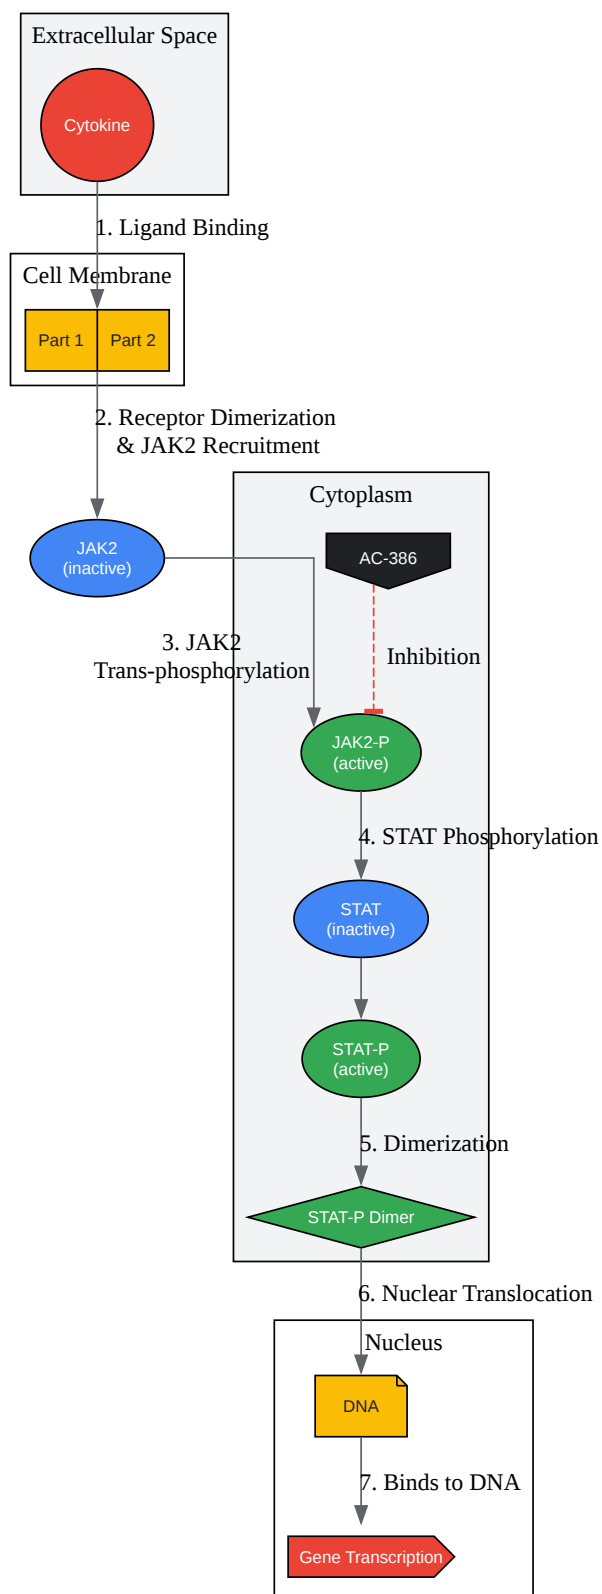 Extracellular Space
Cytokine
1. Ligand Binding
Cell Membrane
Part 1
Part 2
2. Receptor Dimerization
& JAK2 Recruitment
Cytoplasm
JAK2
(inactive)
AC-386
3. JAK2
Trans-phosphorylation
Inhibition
JAK2-P
(active)
4. STAT Phosphorylation
STAT
(inactive)
STAT-P
(active)
5. Dimerization
STAT-P Dimer
6. Nuclear Translocation
Nucleus
DNA
7. Binds to DNA
Gene Transcription